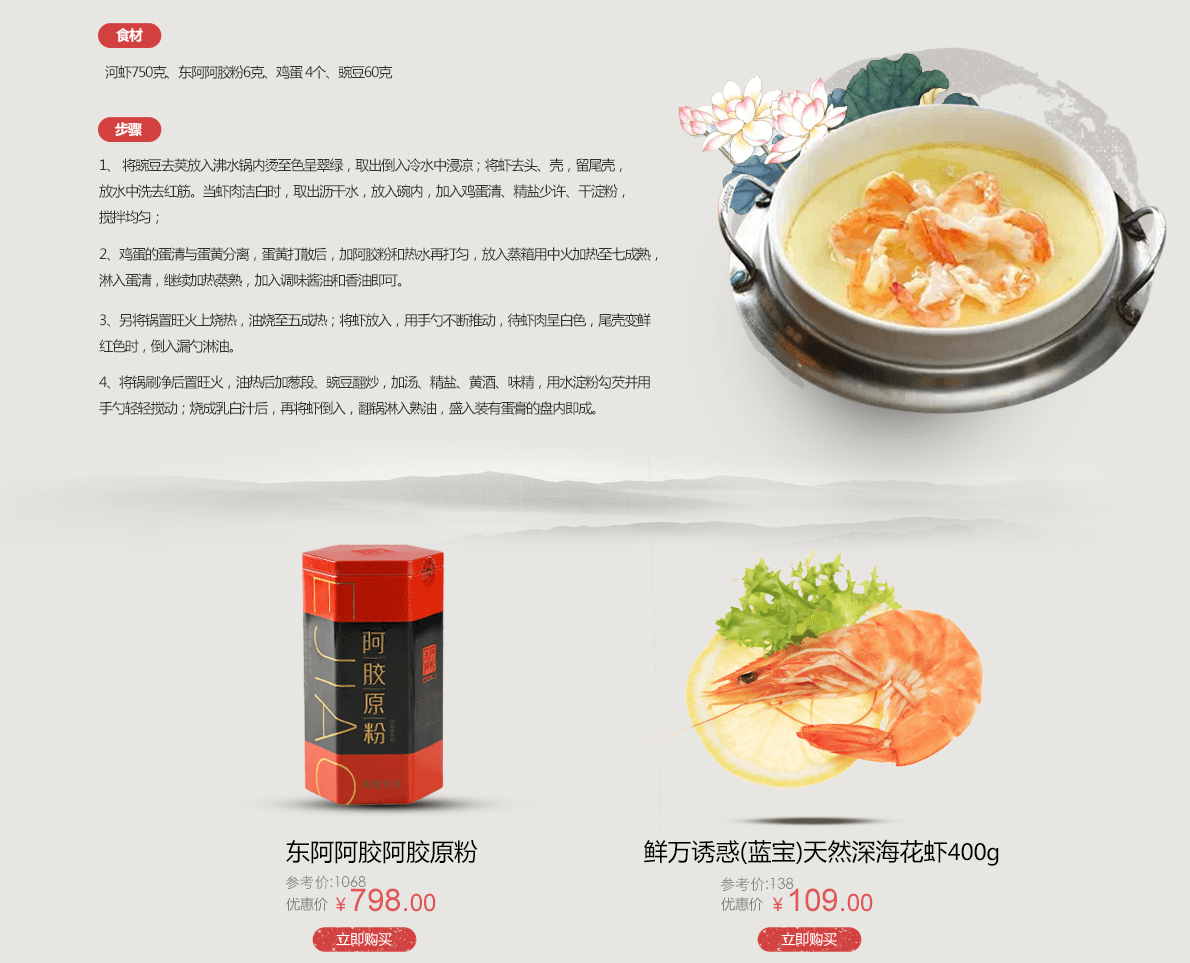 食材
河虾750克、东阿阿胶粉6克、鸡蛋 4个、豌豆60克
步骤
1、 将豌豆去荚放入沸水锅内烫至色呈翠绿，取出倒入冷水中浸凉；将虾去头、壳，留尾壳，
放水中洗去红筋。当虾肉洁白时，取出沥干水，放入碗内，加入鸡蛋清、精盐少许、干淀粉，
搅拌均匀；
2、鸡蛋的蛋清与蛋黄分离，蛋黄打散后，加阿胶粉和热水再打匀，放入蒸箱用中火加热至七成熟，
淋入蛋清，继续加热蒸熟，加入调味酱油和香油即可。
3、另将锅置旺火上烧热，油烧至五成热；将虾放入，用手勺不断推动，待虾肉呈白色，尾壳变鲜
红色时，倒入漏勺淋油。
4、将锅刷净后置旺火，油热后加葱段、豌豆翻炒，加汤、精盐、黄酒、味精，用水淀粉勾芡并用
手勺轻轻搅动；烧成乳白汁后，再将虾倒入，翻锅淋入熟油，盛入装有蛋膏的盘内即成。
EJIAO
阿胶原粉
东阿阿胶阿胶原粉
参考价:1068
优惠价 ¥798.00
立即购买
鲜万诱惑(蓝宝)天然深海花虾400g
参考价:138
优惠价 ¥109.00
立即购买